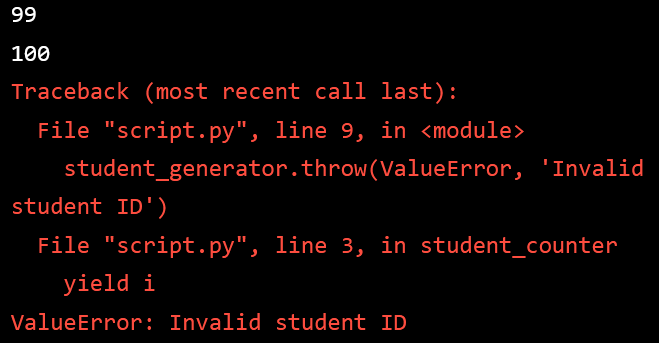 99
100
Traceback (most recent call last):
  File "script.py", line 9, in <module>
    student_generator.throw(ValueError, 'Invalid
student ID')
  File "script.py", line 3, in student_counter
    yield i
ValueError: Invalid student ID